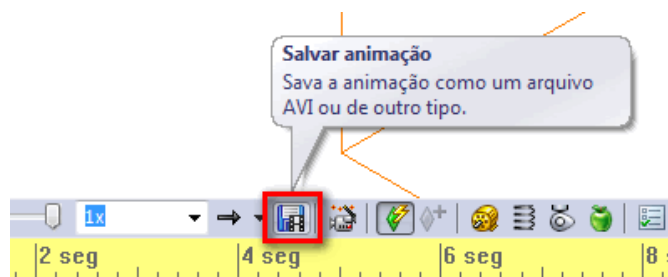 Salvar animação
Sava a animação como um arquivo
AVI ou de outro tipo.
1x
2 seg 4 seg 6 seg 8